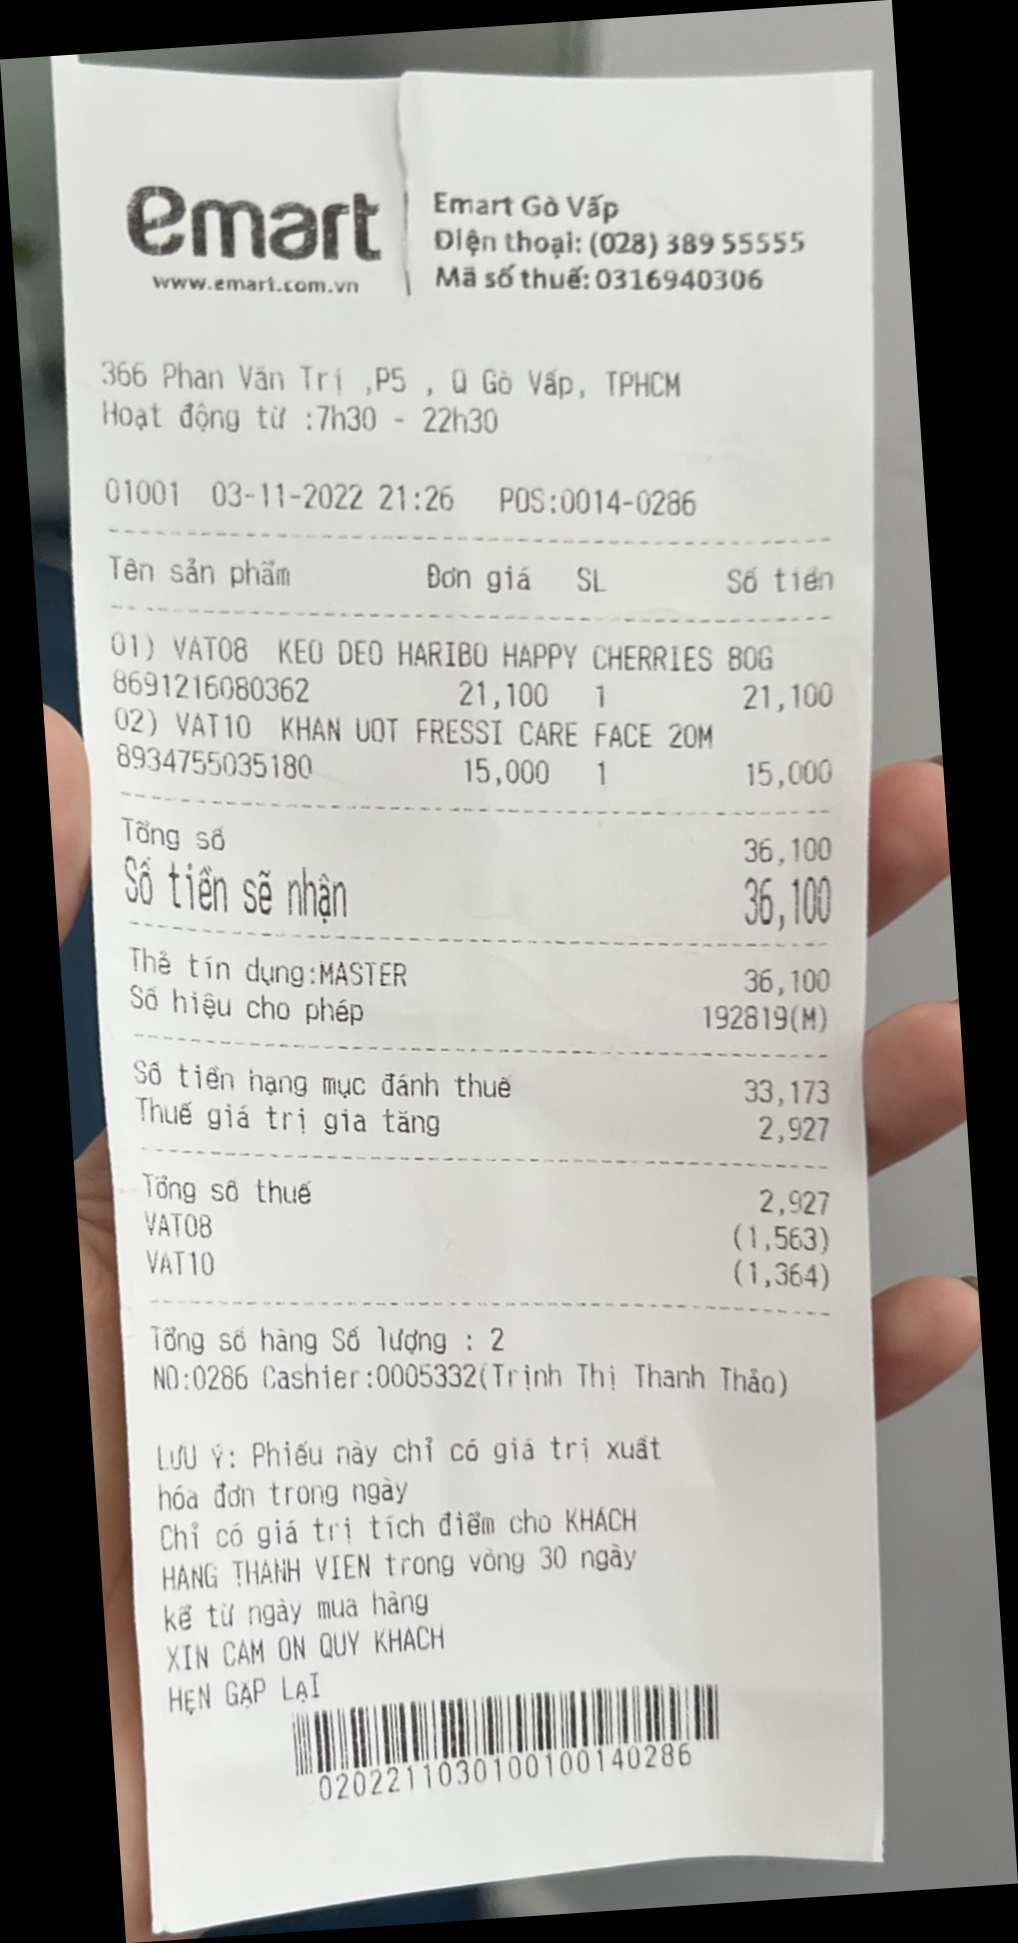 emart
www.emart.com.vn
Emart Gò Vấp
Điện thoại: (028) 389 55555
Mã số thuế: 0316940306
366 Phan Văn Trị ,P5 , Q Gò Vấp, TPHCM
Hoạt động từ :7h30 - 22h30
01001 03-11-2022 21:26 POS:0014-0286
Tên sản phẩm Đơn giá SL Số tiền
01) VAT08 KEO DEO HARIBO HAPPY CHERRIES 80G
8691216080362 21,100 1 21,100
02) VAT10 KHAN UOT FRESSI CARE FACE 20M
8934755035180 15,000 1 15,000
Tổng số 36,100
Số tiền sẽ nhận 36,100
Thẻ tín dụng:MASTER 36,100
Số hiệu cho phép 192819(M)
Số tiền hạng mục đánh thuế 33,173
Thuế giá trị gia tăng 2,927
Tổng số thuế 2,927
VAT08 (1,563)
VAT10 (1,364)
Tổng số hàng Số lượng : 2
NO:0286 Cashier:0005332(Trịnh Thị Thanh Thảo)
LƯU Ý: Phiếu này chỉ có giá trị xuất
hóa đơn trong ngày
Chỉ có giá trị tích điểm cho KHÁCH
HÀNG THÀNH VIÊN trong vòng 30 ngày
kể từ ngày mua hàng
XIN CAM ON QUY KHACH
HẸN GẶP LẠI
0202211030100100140286